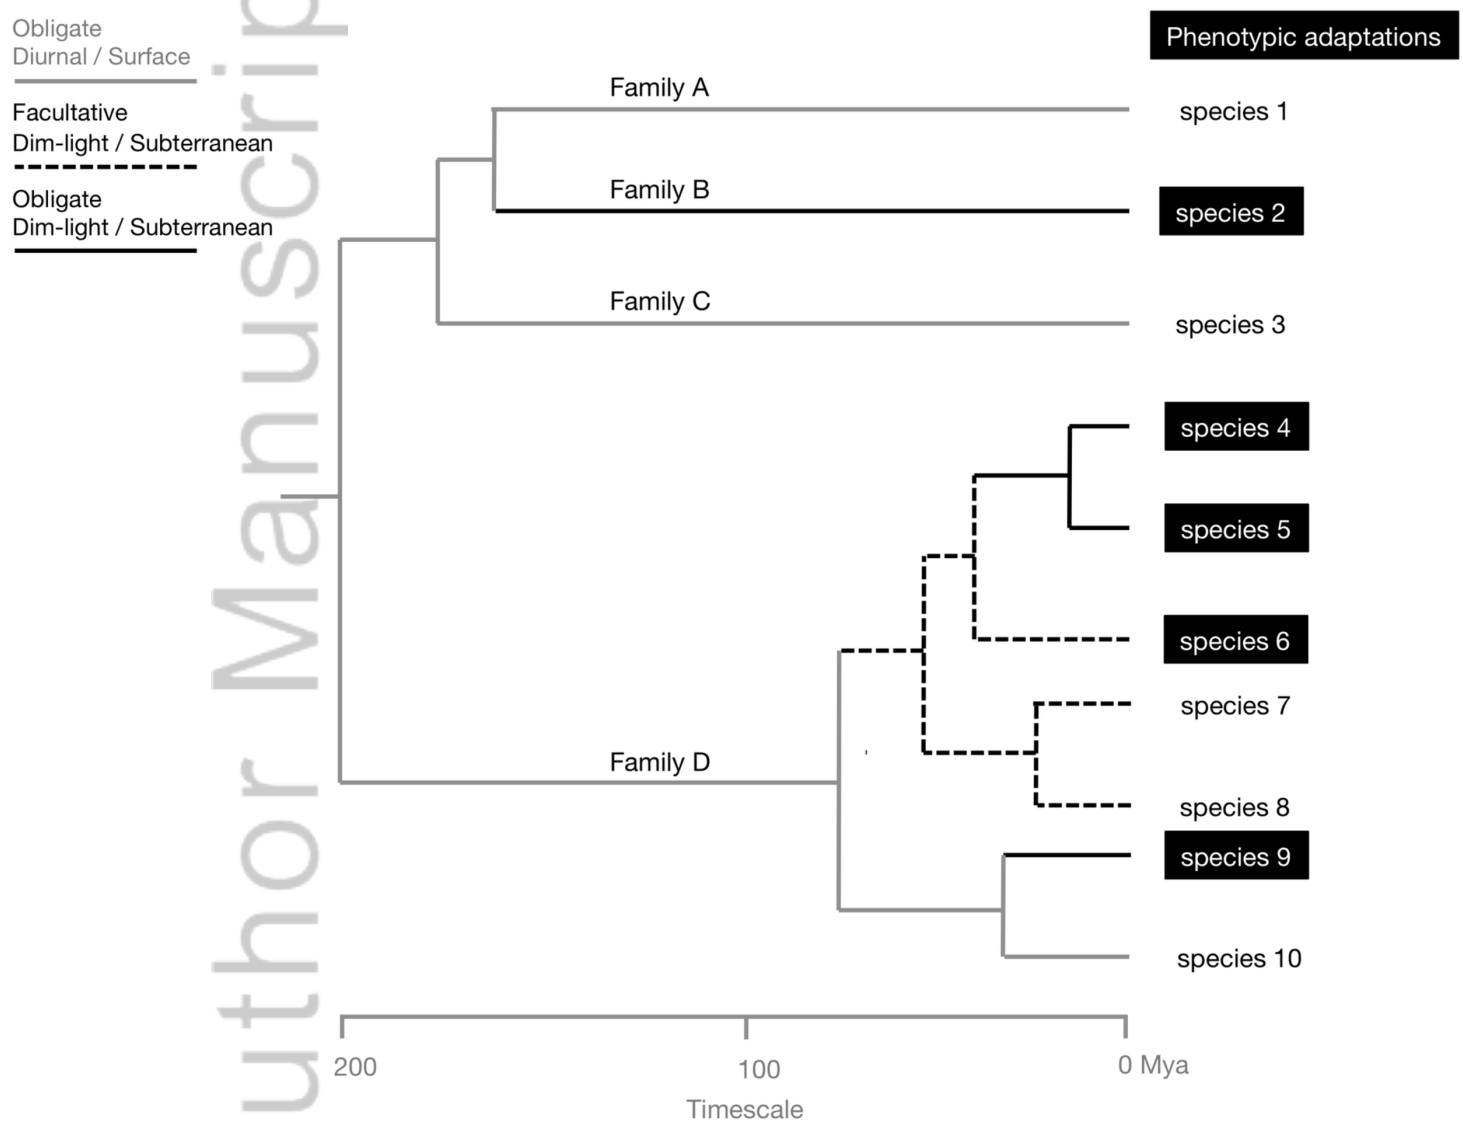 Obligate
Diurnal / Surface
Facultative
Dim-light / Subterranean
Obligate
Dim-light / Subterranean
Phenotypic adaptations
Family A
species 1
Family B
species 2
Family C
species 3
species 4
species 5
species 6
species 7
Family D
species 8
species 9
species 10
200
100
0 Mya
Timescale
uthor Manuscrip